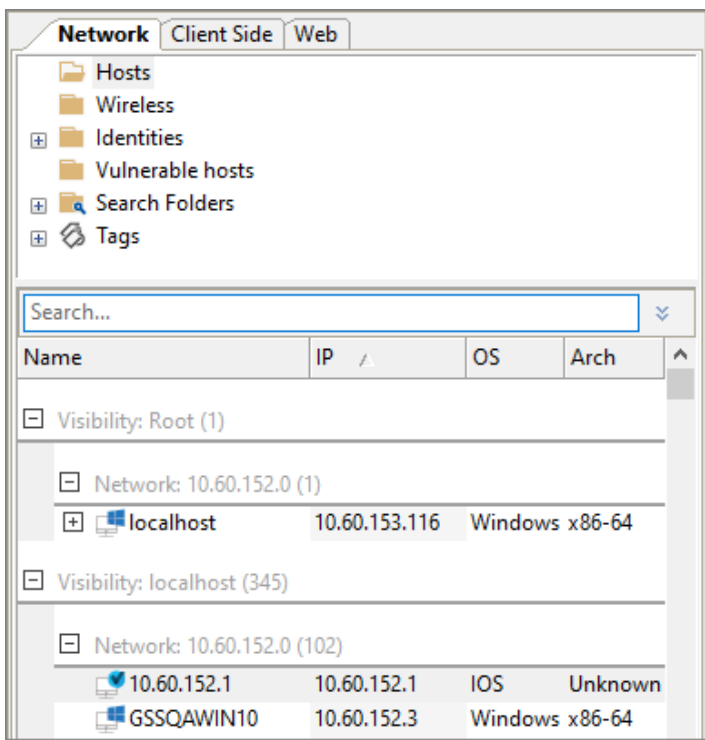 Network Client Side Web
Hosts
Wireless
Identities
Vulnerable hosts
Search Folders
Tags
Search...
Name IP OS Arch
Visibility: Root (1)
Network: 10.60.152.0 (1)
localhost 10.60.153.116 Windows x86-64
Visibility: localhost (345)
Network: 10.60.152.0 (102)
10.60.152.1 10.60.152.1 IOS Unknown
GSSQAWIN10 10.60.152.3 Windows x86-64